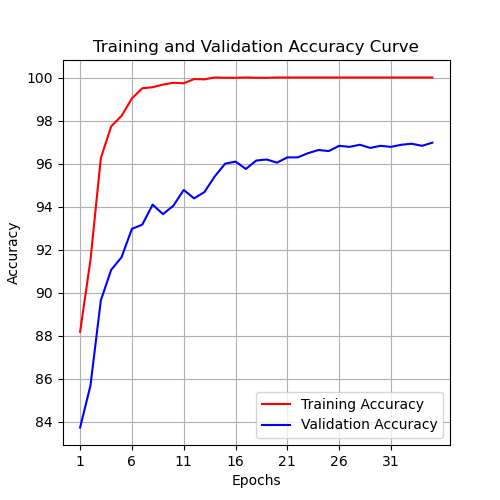 Training and Validation Accuracy Curve
100
98
96
94
92
90
88
86
84
Accuracy
Training Accuracy
Validation Accuracy
1 6 11 16 21 26 31
Epochs